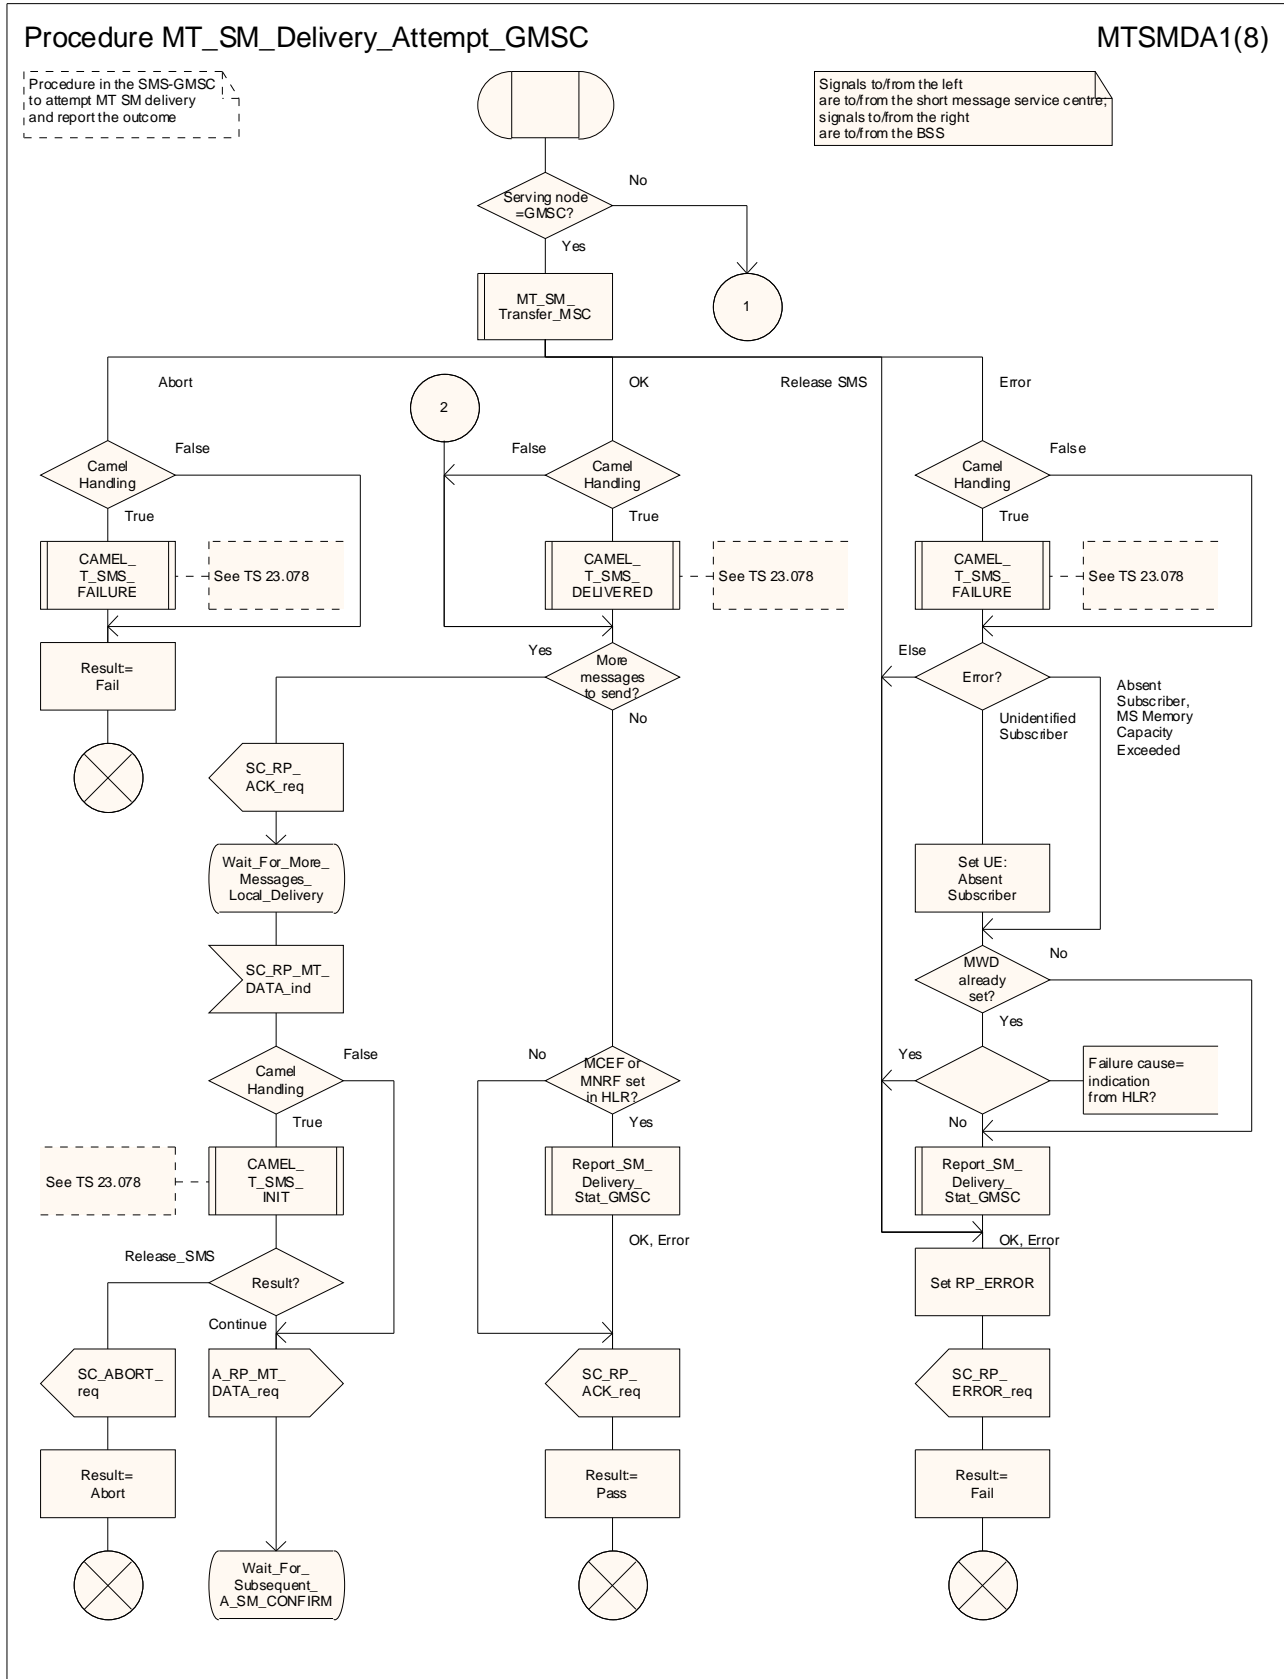 Procedure MT_SM_Delivery_Attempt_GMSC
MTSMDA1(8)
Procedure in the SMS-GMSC
to attempt MT SM delivery
and report the outcome
Signals to/from the left
are to/from the short message service centre;
signals to/from the right
are to/from the BSS
Serving node
=GMSC?
No
Yes
MT_SM_
Transfer_MSC
1
Abort
OK
Release SMS
Error
2
Camel
Handling
False
True
Camel
Handling
False
True
Camel
Handling
False
True
CAMEL_
T_SMS_
FAILURE
See TS 23.078
CAMEL_
T_SMS_
DELIVERED
See TS 23.078
CAMEL_
T_SMS_
FAILURE
See TS 23.078
Result:=
Fail
Yes
More
messages
to send?
No
Else
Error?
Unidentified
Subscriber
Absent
Subscriber,
MS Memory
Capacity
Exceeded
SC_RP_
ACK_req
Wait_For_More_
Messages_
Local_Delivery
Set UE:
Absent
Subscriber
SC_RP_MT_
DATA_ind
MWD
already
set?
No
Yes
Camel
Handling
False
True
No
MCEF or
MNRF set
in HLR?
Yes
Yes
Failure cause=
indication
from HLR?
No
See TS 23.078
CAMEL_
T_SMS_
INIT
Report_SM_
Delivery_
Stat_GMSC
OK, Error
Report_SM_
Delivery_
Stat_GMSC
OK, Error
Release_SMS
Result?
Continue
Set RP_ERROR
SC_ABORT_
req
A_RP_MT_
DATA_req
SC_RP_
ACK_req
SC_RP_
ERROR_req
Result:=
Abort
Result:=
Pass
Result:=
Fail
Wait_For_
Subsequent_
A_SM_CONFIRM